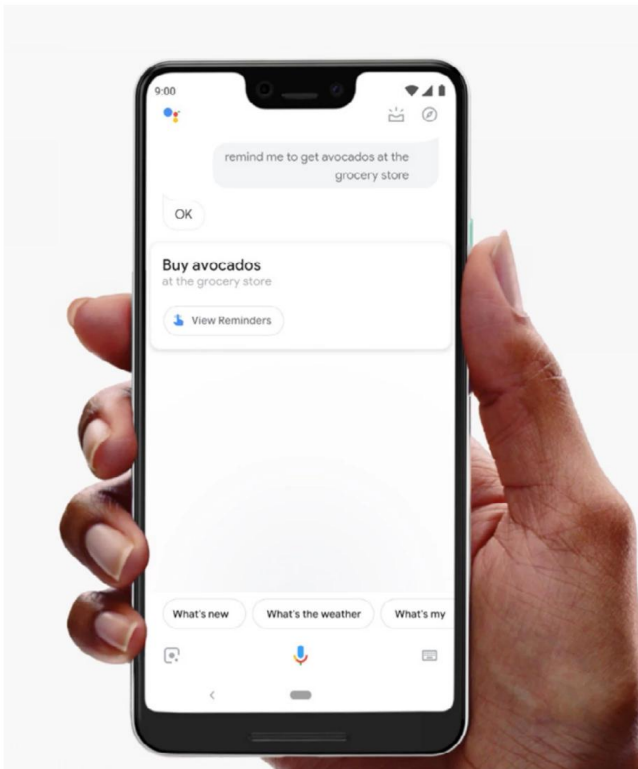 9:00
remind me to get avocados at the
grocery store
OK
Buy avocados
at the grocery store
View Reminders
What's new
What's the weather
What's my